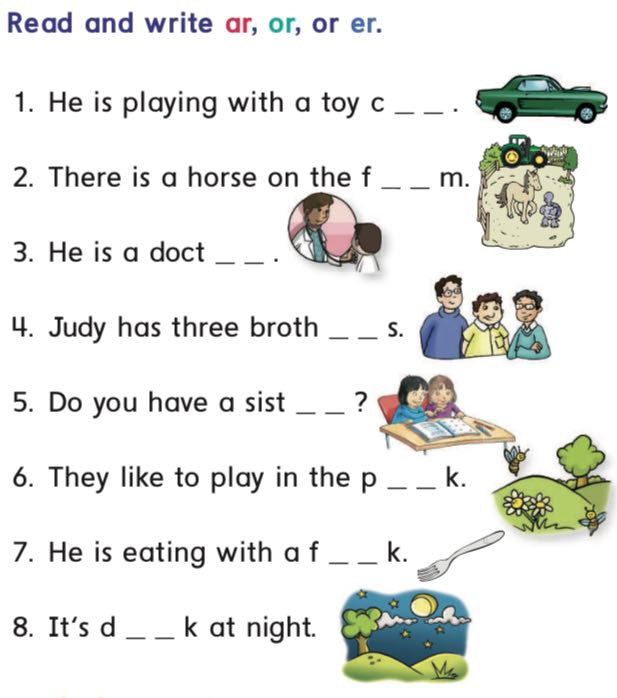 Read and write ar, or, or er.
1. He is playing with a toy c _ _ .
2. There is a horse on the f _ _ m.
3. He is a doct _ _ .
4. Judy has three broth _ _ s.
5. Do you have a sist _ _ ?
6. They like to play in the p _ _ k.
7. He is eating with a f _ _ k.
8. It's d _ _ k at night.